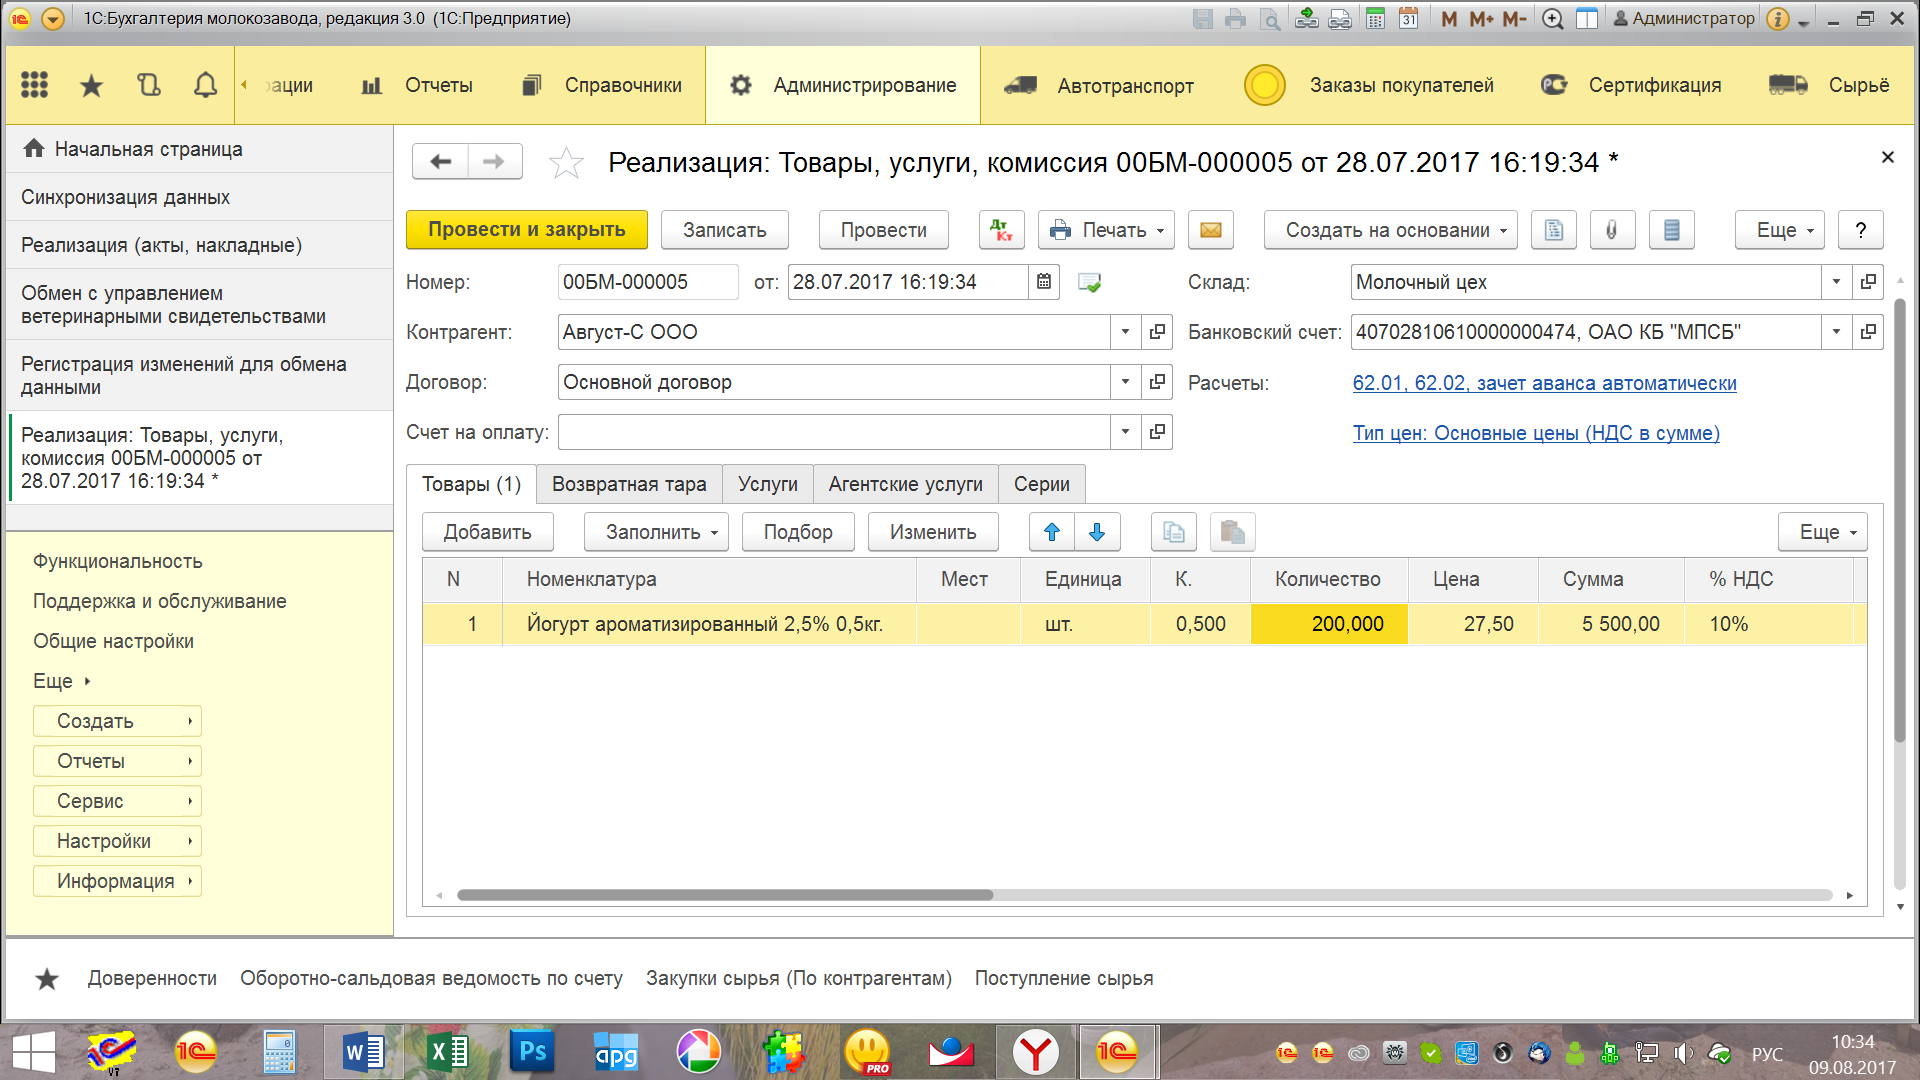 1С:Бухгалтерия молокозавода, редакция 3.0 (1С:Предприятие)
31
M M+ M-
Администратор
рации
Отчеты
Справочники
Администрирование
Автотранспорт
Заказы покупателей
Сертификация
Сырьё
Начальная страница
Синхронизация данных
Реализация (акты, накладные)
Обмен с управлением
ветеринарными свидетельствами
Регистрация изменений для обмена
данными
Реализация: Товары, услуги,
комиссия 00БМ-000005 от
28.07.2017 16:19:34 *
Функциональность
Поддержка и обслуживание
Общие настройки
Еще
Создать
Отчеты
Сервис
Настройки
Информация
Реализация: Товары, услуги, комиссия 00БМ-000005 от 28.07.2017 16:19:34 *
Провести и закрыть
Записать
Провести
Дт
Кт
Печать
Создать на основании
Еще
?
Номер: 00БМ-000005 от: 28.07.2017 16:19:34
Склад: Молочный цех
Контрагент: Август-С ООО
Банковский счет: 40702810610000000474, ОАО КБ "МПСБ"
Договор: Основной договор
Расчеты: 62.01, 62.02, зачет аванса автоматически
Счет на оплату:
Тип цен: Основные цены (НДС в сумме)
Товары (1) Возвратная тара Услуги Агентские услуги Серии
Добавить Заполнить Подбор Изменить Еще
N Номенклатура Мест Единица К. Количество Цена Сумма % НДС
1 Йогурт ароматизированный 2,5% 0,5кг. шт. 0,500 200,000 27,50 5 500,00 10%
Доверенности Оборотно-сальдовая ведомость по счету Закупки сырья (По контрагентам) Поступление сырья
Ps
apg
PRO
РУС
10:34
09.08.2017